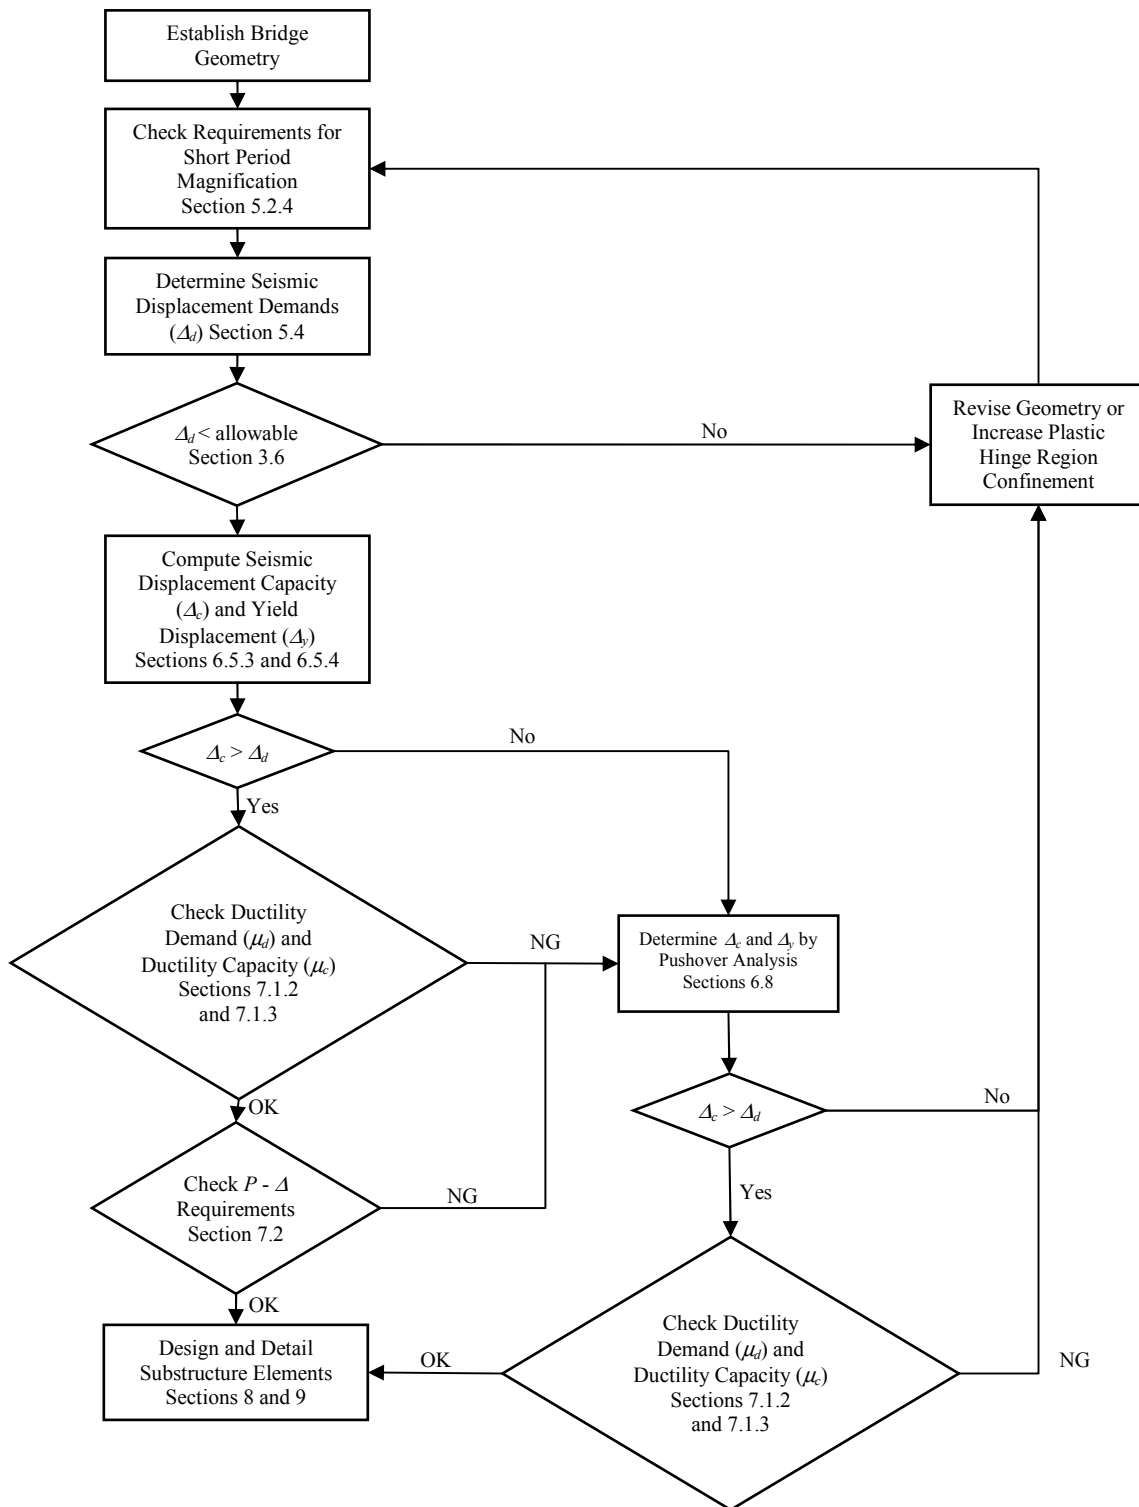 Establish Bridge
Geometry
Check Requirements for
Short Period
Magnification
Section 5.2.4
Determine Seismic
Displacement Demands
(Δd) Section 5.4
Δd < allowable
Section 3.6
No
Revise Geometry or
Increase Plastic
Hinge Region
Confinement
Compute Seismic
Displacement Capacity
(Δc) and Yield
Displacement (Δy)
Sections 6.5.3 and 6.5.4
Δc > Δd
No
Yes
Check Ductility
Demand (μd) and
Ductility Capacity (μc)
Sections 7.1.2
and 7.1.3
NG
Determine Δc and Δy by
Pushover Analysis
Sections 6.8
OK
Δc > Δd
No
Yes
Check P - Δ
Requirements
Section 7.2
NG
OK
Design and Detail
Substructure Elements
Sections 8 and 9
OK
Check Ductility
Demand (μd) and
Ductility Capacity (μc)
Sections 7.1.2
and 7.1.3
NG